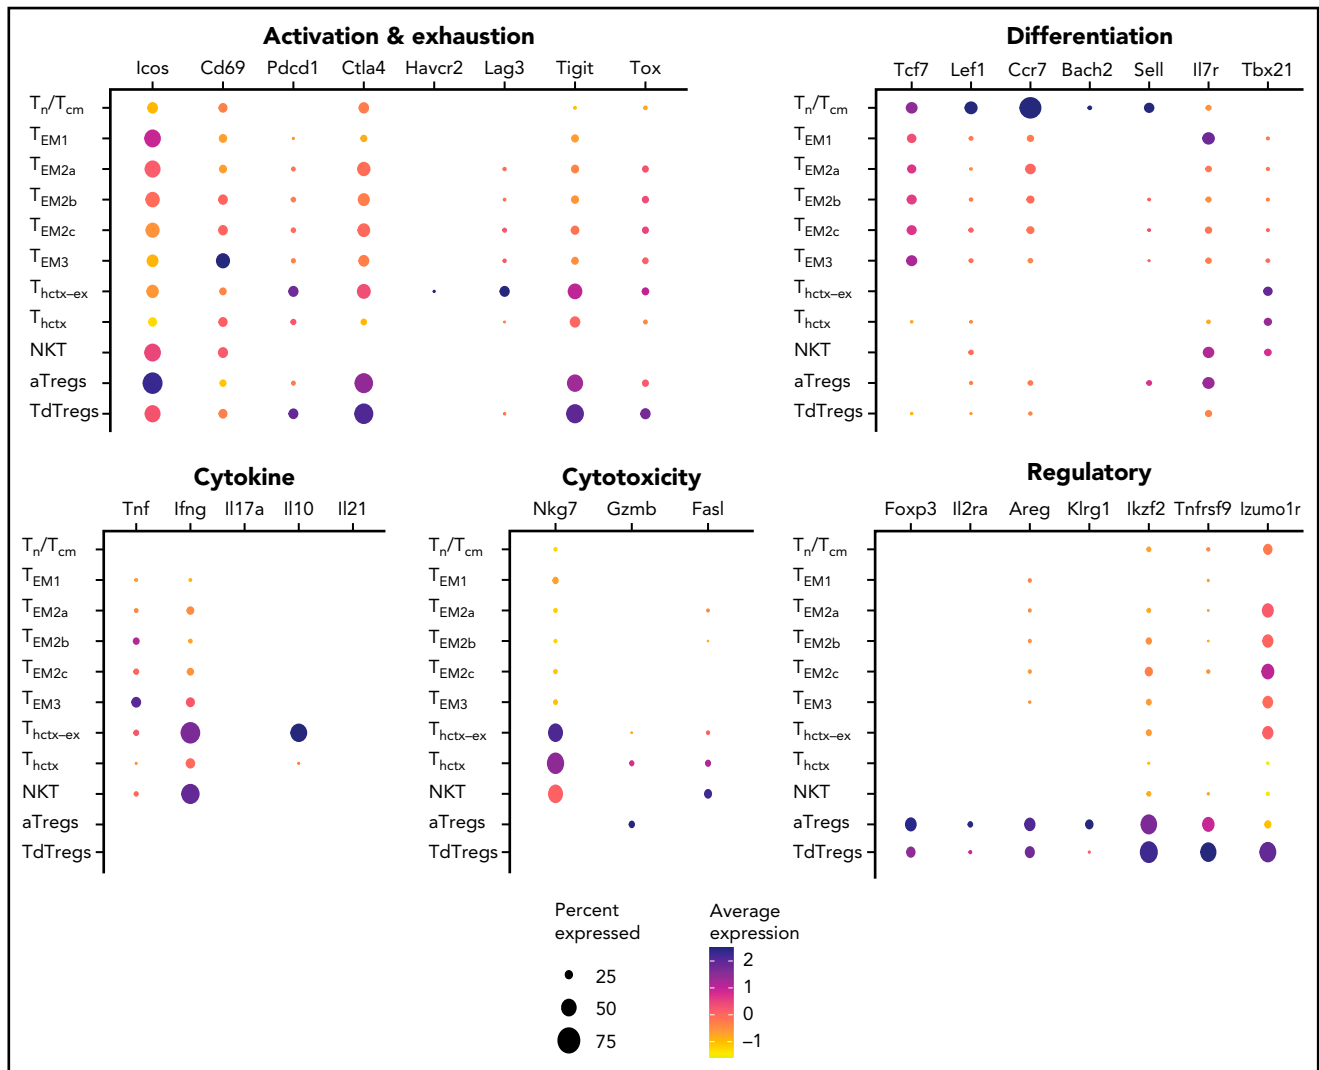 Activation & exhaustion
Icos Cd69 Pdcd1 Ctla4 Havcr2 Lag3 Tigit Tox
Tn/Tcm
TEM1
TEM2a
TEM2b
TEM2c
TEM3
Thctx–ex
Thctx
NKT
aTregs
TdTregs
Differentiation
Tcf7 Lef1 Ccr7 Bach2 Sell Il7r Tbx21
Tn/Tcm
TEM1
TEM2a
TEM2b
TEM2c
TEM3
Thctx–ex
Thctx
NKT
aTregs
TdTregs
Cytokine
Tnf Ifng Il17a Il10 Il21
Tn/Tcm
TEM1
TEM2a
TEM2b
TEM2c
TEM3
Thctx–ex
Thctx
NKT
aTregs
TdTregs
Cytotoxicity
Nkg7 Gzmb Fasl
Tn/Tcm
TEM1
TEM2a
TEM2b
TEM2c
TEM3
Thctx–ex
Thctx
NKT
aTregs
TdTregs
Regulatory
Foxp3 Il2ra Areg Klrg1 Ikzf2 Tnfrsf9 Izumo1r
Tn/Tcm
TEM1
TEM2a
TEM2b
TEM2c
TEM3
Thctx–ex
Thctx
NKT
aTregs
TdTregs
Percent
expressed
25
50
75
Average
expression
2
1
0
–1